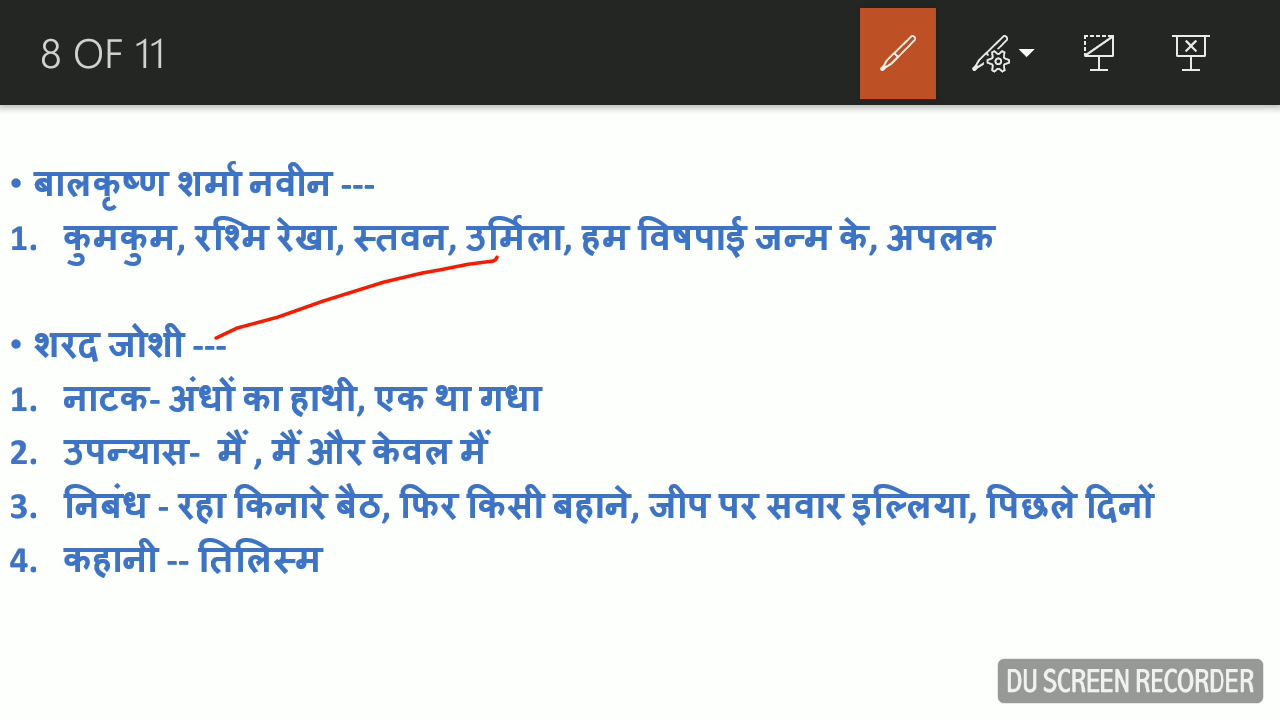 8 OF 11
• बालकृष्ण शर्मा नवीन ---
1. कुमकुम, रश्मि रेखा, स्तवन, उर्मिला, हम विषपाई जन्म के, अपलक
• शरद जोशी ---
1. नाटक- अंधों का हाथी, एक था गधा
2. उपन्यास- मैं , मैं और केवल मैं
3. निबंध - रहा किनारे बैठ, फिर किसी बहाने, जीप पर सवार इल्लिया, पिछले दिनों
4. कहानी -- तिलिस्म
DU SCREEN RECORDER